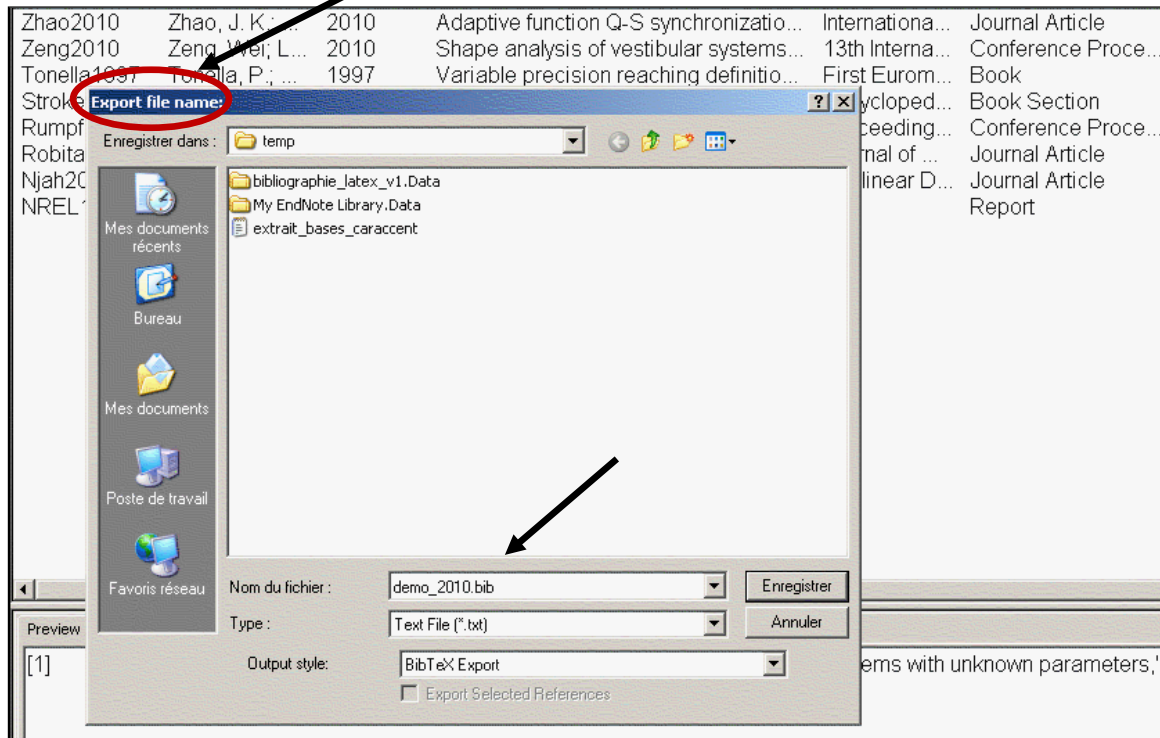 Zhao2010 Zhao, J. K.; ... 2010 Adaptive function Q-S synchronizatio... Internationa... Journal Article
Zeng2010 Zeng, Wei; L... 2010 Shape analysis of vestibular systems... 13th Interna... Conference Proce...
Tonella1997 Tonella, P.; ... 1997 Variable precision reaching definitio... First Eurom... Book
Stroke
Export file name:
ycloped... Book Section
Rumpf
ceeding... Conference Proce...
Enregistrer dans : temp
Robita
rnal of ... Journal Article
Njah20
linear D... Journal Article
NREL1
Report
Mes documents récents
Bureau
Mes documents
Poste de travail
Favoris réseau
bibliographie_latex_v1.Data
My EndNote Library.Data
extrait_bases_caraccent
Nom du fichier : demo_2010.bib Enregistrer
Type : Text File (*.txt) Annuler
Output style: BibTeX Export
Export Selected References
Preview
[1]
ems with unknown parameters,"